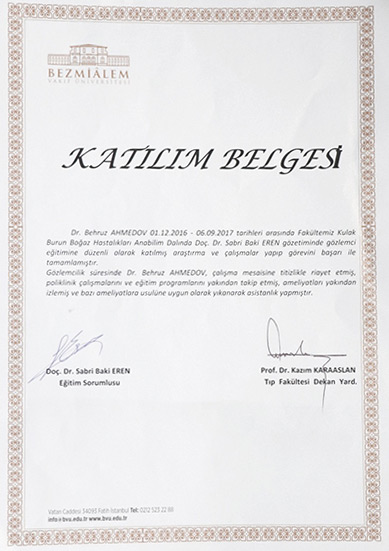 BEZMİÂLEM
VAKIF ÜNİVERSİTESİ
KATILIM BELGESİ
Dr. Behruz AHMEDOV 01.12.2016 - 06.09.2017 tarihleri arasında Fakültemiz Kulak
Burun Boğaz Hastalıkları Anabilim Dalında Doç. Dr. Sabri Baki EREN gözetiminde gözlemci
eğitimine düzenli olarak katılmış araştırma ve çalışmalar yapıp görevini başarı ile
tamamlamıştır.
Gözlemcilik süresinde Dr. Behruz AHMEDOV, çalışma mesaisine titizlikle riayet etmiş,
poliklinik çalışmalarını ve eğitim programlarını yakından takip etmiş, ameliyatları yakından
izlemiş ve bazı ameliyatlara usulüne uygun olarak yıkanarak asistanlık yapmıştır.
Doç. Dr. Sabri Baki EREN
Eğitim Sorumlusu
Prof. Dr. Kazım KARAASLAN
Tıp Fakültesi Dekan Yard.
Vatan Caddesi 34093 Fatih İstanbul Tel: 0212 523 22 88
info@bvu.edu.tr www.bvu.edu.tr